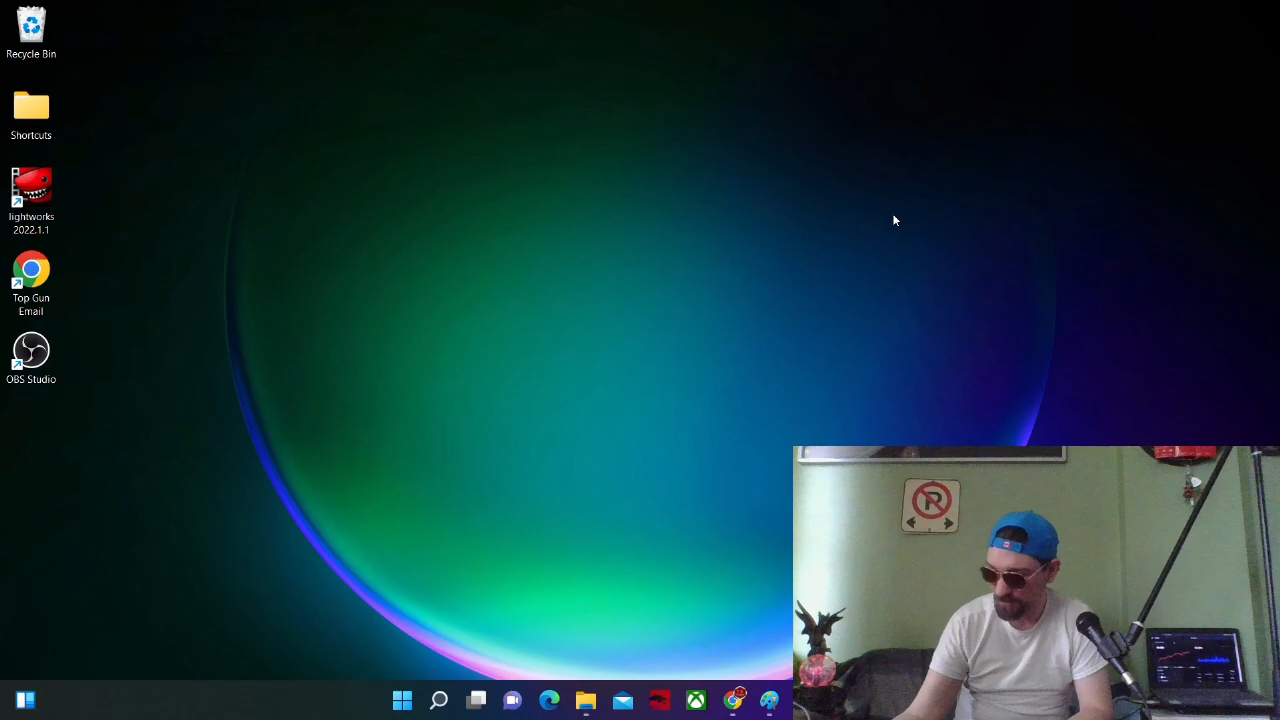 Recycle Bin
Shortcuts
lightworks
2022.1.1
Top Gun
Email
OBS Studio
P